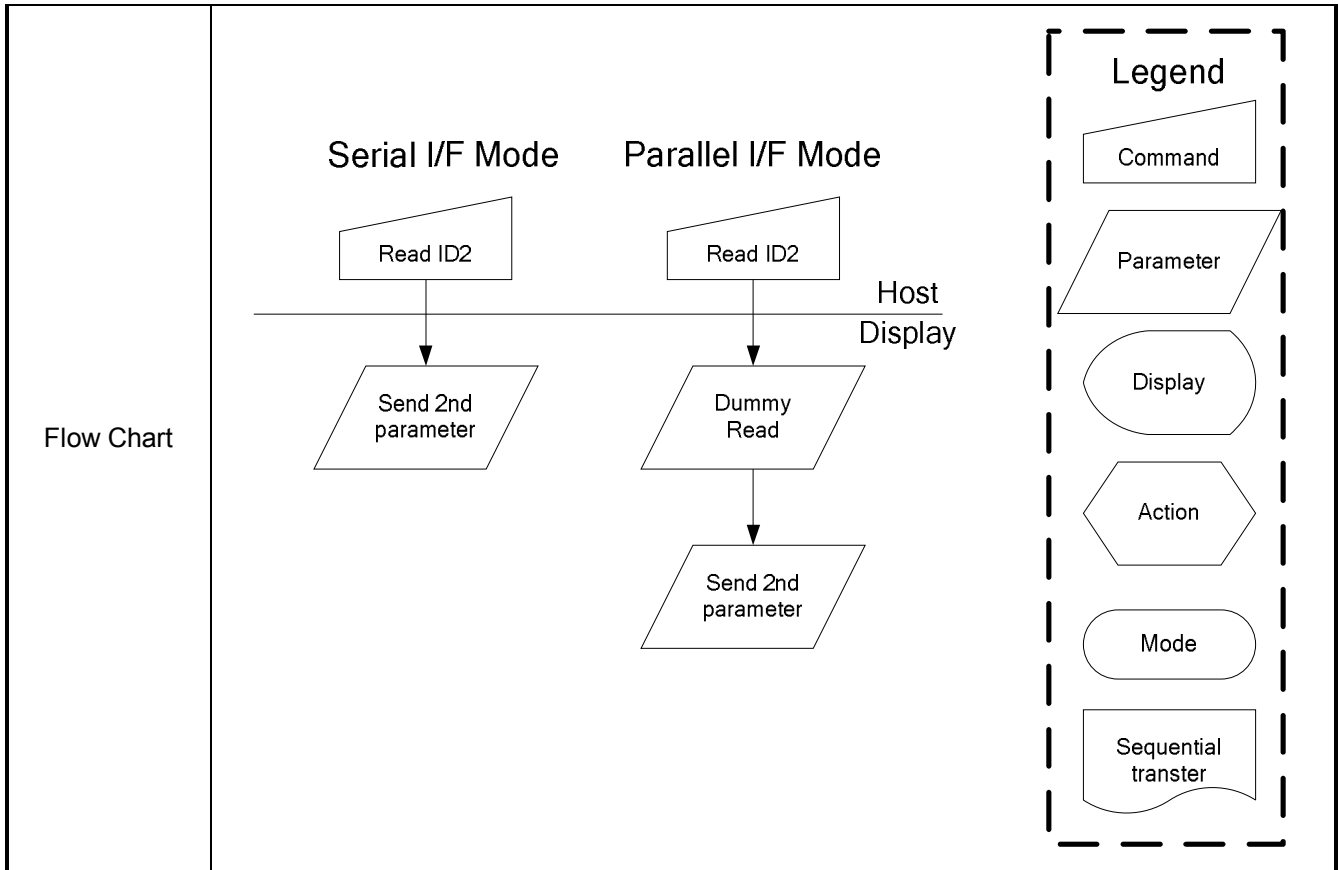 Flow Chart
Serial I/F Mode
Parallel I/F Mode
Read ID2
Read ID2
Host
Display
Send 2nd
parameter
Dummy
Read
Send 2nd
parameter
Legend
Command
Parameter
Display
Action
Mode
Sequential
transter